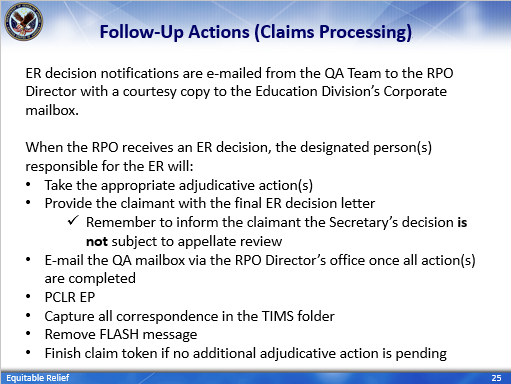 Follow-Up Actions (Claims Processing)
ER decision notifications are e-mailed from the QA Team to the RPO
Director with a courtesy copy to the Education Division's Corporate
mailbox.
When the RPO receives an ER decision, the designated person(s)
responsible for the ER will:
• Take the appropriate adjudicative action(s)
• Provide the claimant with the final ER decision letter
✓ Remember to inform the claimant the Secretary's decision is
not subject to appellate review
• E-mail the QA mailbox via the RPO Director's office once all action(s)
are completed
• PCLR EP
• Capture all correspondence in the TIMS folder
• Remove FLASH message
• Finish claim token if no additional adjudicative action is pending
Equitable Relief
25